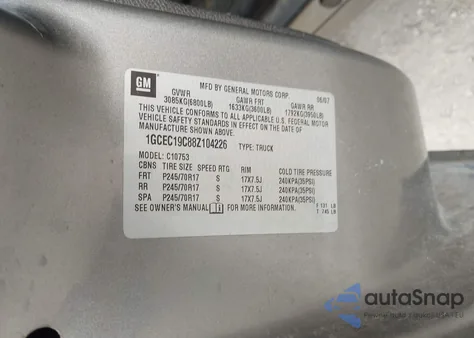 GM
MFD BY GENERAL MOTORS CORP. 06/07
GVWR GAWR FRT GAWR RR
3085KG(6800LB) 1633KG(3600LB) 1792KG(3950LB)
THIS VEHICLE CONFORMS TO ALL APPLICABLE U.S. FEDERAL MOTOR
VEHICLE SAFETY STANDARDS IN EFFECT ON THE DATE OF
MANUFACTURE SHOWN ABOVE.
1GCEC19C88Z104226 TYPE: TRUCK
MODEL: C10753
CBNS TIRE SIZE SPEED RTG RIM COLD TIRE PRESSURE
FRT P245/70R17 S 17X7.5J 240KPA(35PSI)
RR P245/70R17 S 17X7.5J 240KPA(35PSI)
SPA P245/70R17 S 17X7.5J 240KPA(35PSI)
SEE OWNER'S MANUAL i FOR MORE INFORMATION.
autoSnap